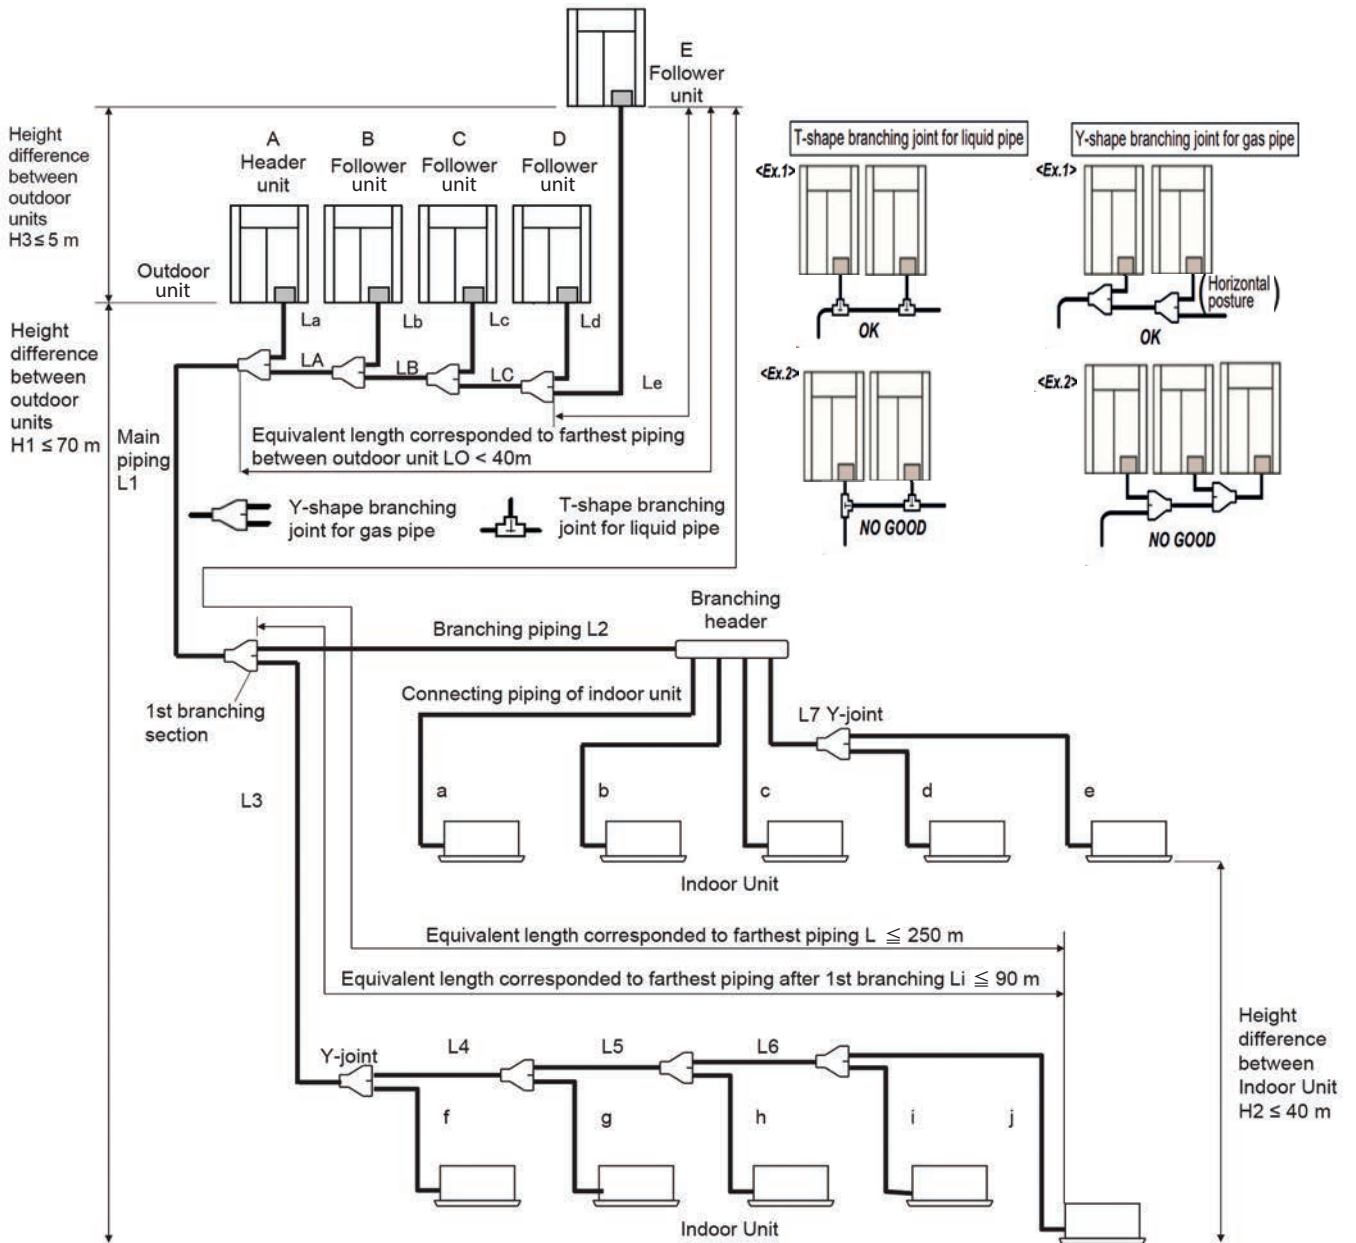 E
Follower
unit
Height
difference
between
outdoor
units
H3≤ 5 m
A
Header
unit
B
Follower
unit
C
Follower
unit
D
Follower
unit
Outdoor
unit
La
Lb
Lc
Ld
Le
LA
LB
LC
Height
difference
between
outdoor
units
H1 ≤ 70 m
Main
piping
L1
Equivalent length corresponded to farthest piping
between outdoor unit LO < 40m
Y-shape branching
joint for gas pipe
T-shape branching
joint for liquid pipe
T-shape branching joint for liquid pipe
<Ex.1>
OK
<Ex.2>
NO GOOD
Y-shape branching joint for gas pipe
<Ex.1>
(Horizontal
posture)
OK
<Ex.2>
NO GOOD
Branching
header
Branching piping L2
1st branching
section
Connecting piping of indoor unit
L7 Y-joint
L3
a
b
c
d
e
Indoor Unit
Equivalent length corresponded to farthest piping L ≦ 250 m
Equivalent length corresponded to farthest piping after 1st branching Li ≦ 90 m
Height
difference
between
Indoor Unit
H2 ≤ 40 m
Y-joint
L4
L5
L6
f
g
h
i
j
Indoor Unit